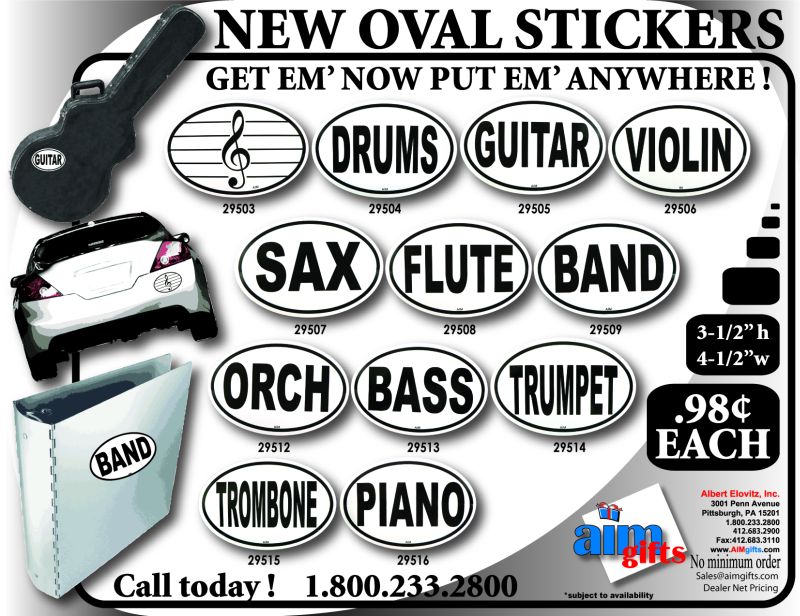 NEW OVAL STICKERS
GET EM' NOW PUT EM' ANYWHERE !
GUITAR
DRUMS
GUITAR
VIOLIN
29503
29504
29505
29506
SAX
FLUTE
BAND
29507
29508
29509
3-1/2" h
4-1/2"w
ORCH
BASS
TRUMPET
29512
29513
29514
.98¢
EACH
BAND
TROMBONE
PIANO
29515
29516
aim
gifts
Albert Elovitz, Inc.
3001 Penn Avenue
Pittsburgh, PA 15201
1.800.233.2800
412.683.2900
Fax:412.683.3110
www.AIMgifts.com
No minimum order
Sales@aimgifts.com
Dealer Net Pricing
Call today ! 1.800.233.2800
*subject to availability